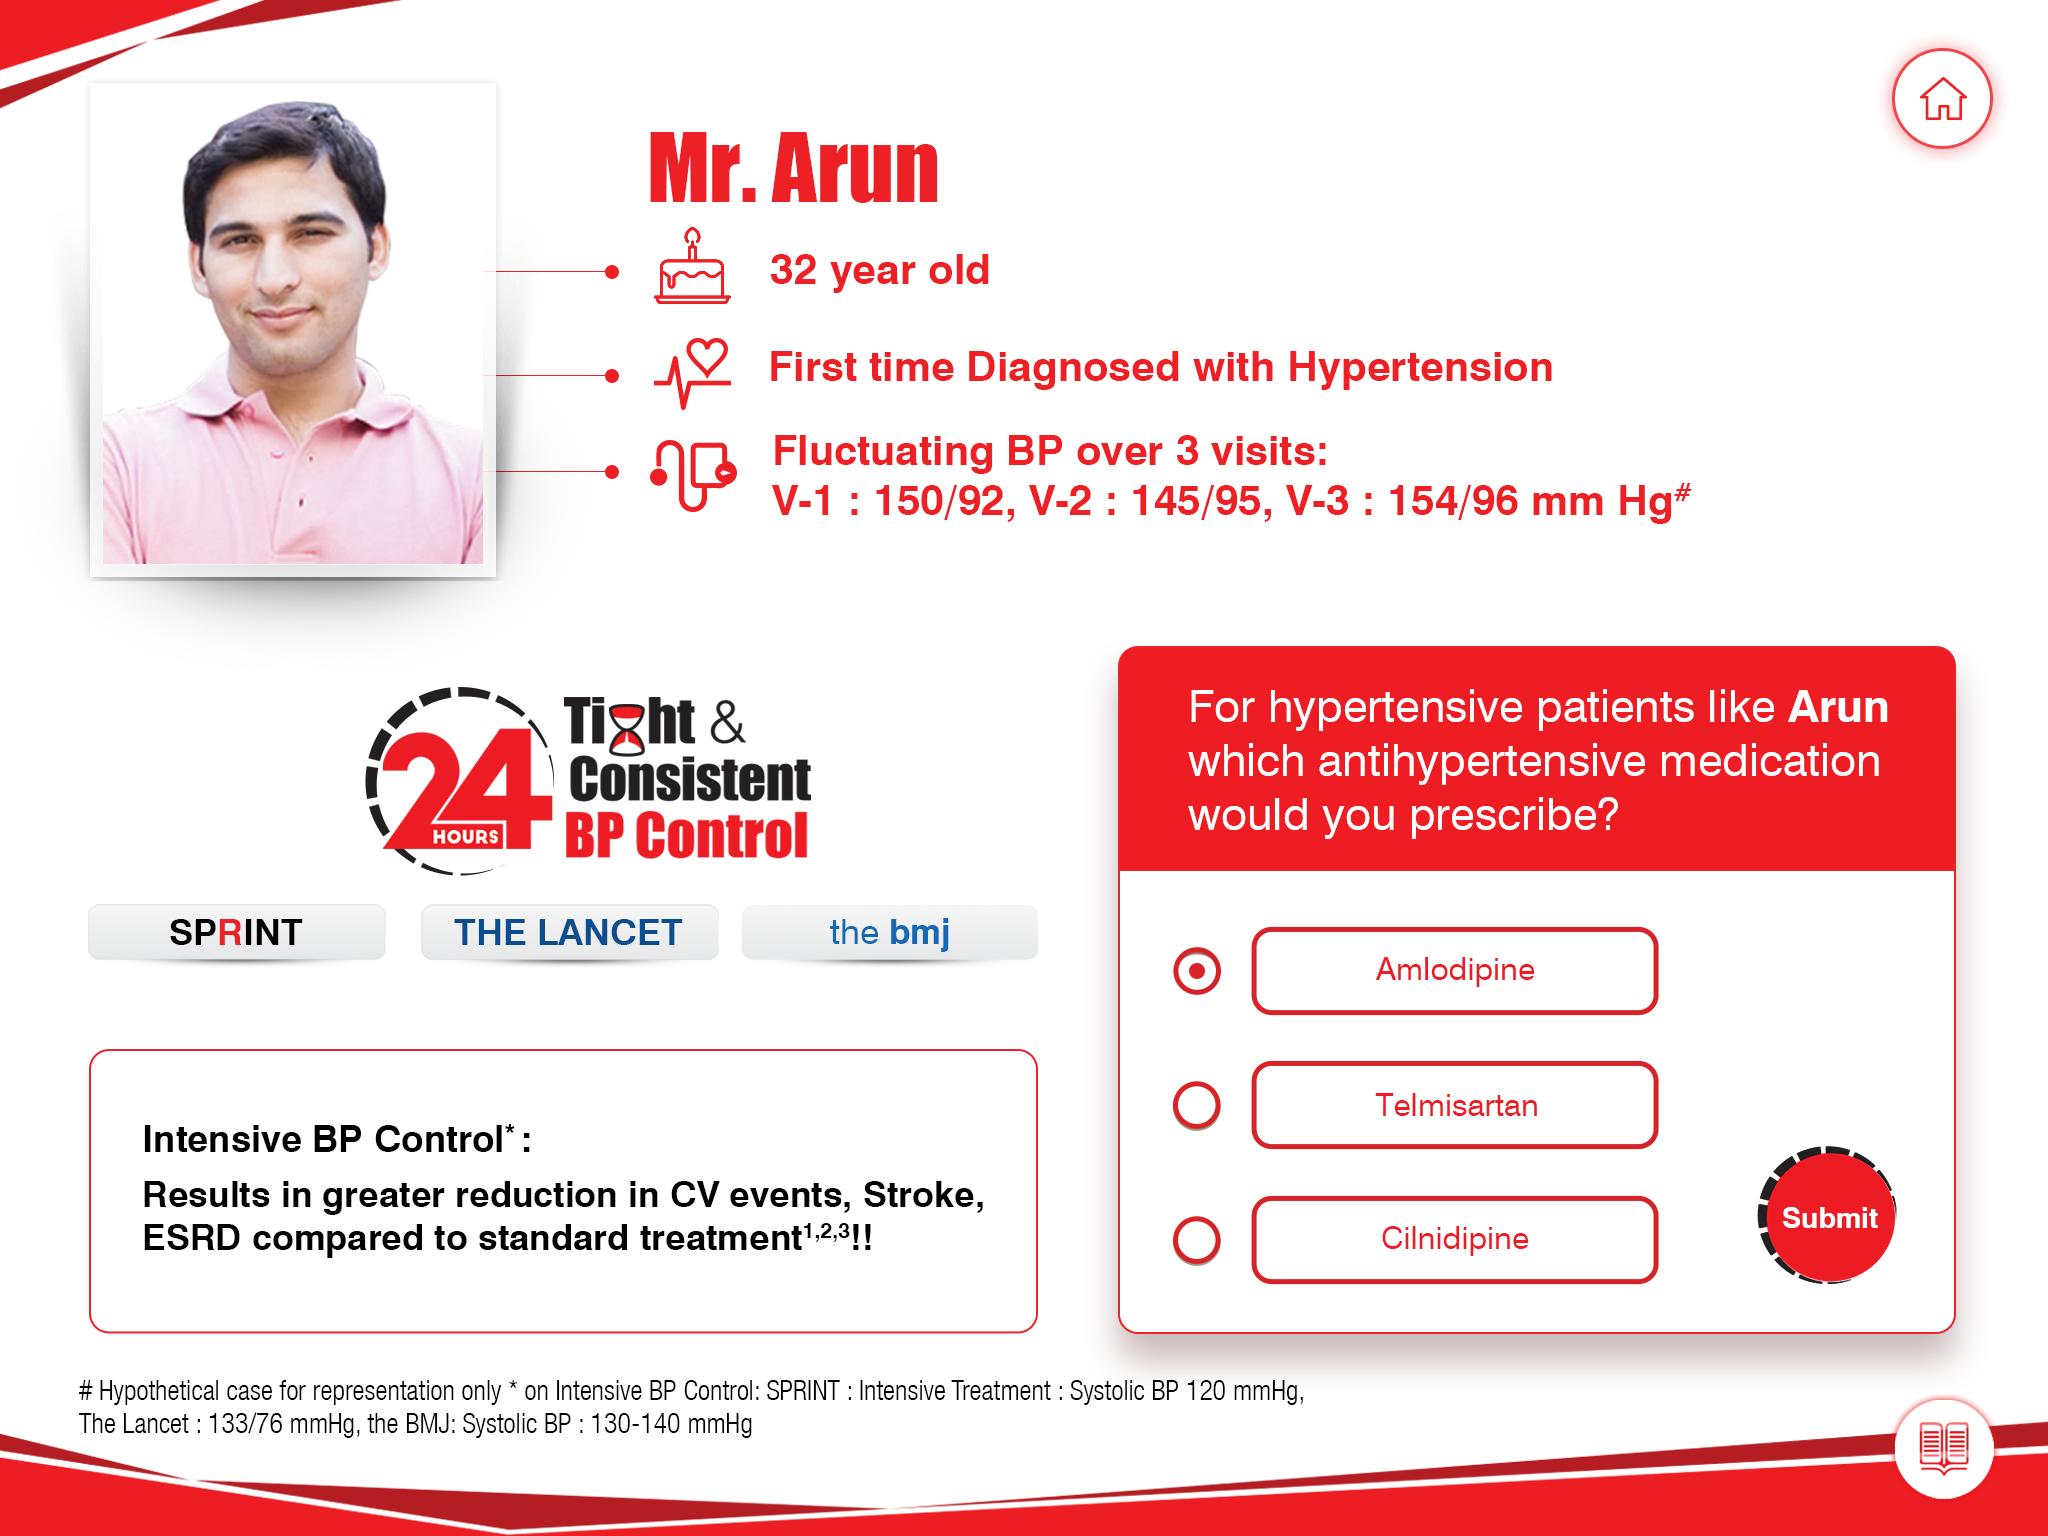 Mr. Arun
32 year old
First time Diagnosed with Hypertension
Fluctuating BP over 3 visits:
V-1 : 150/92, V-2 : 145/95, V-3 : 154/96 mm Hg#
24
HOURS
Tight &
Consistent
BP Control
SPRINT
THE LANCET
the bmj
Intensive BP Control* :
Results in greater reduction in CV events, Stroke,
ESRD compared to standard treatment1,2,3!!
For hypertensive patients like Arun
which antihypertensive medication
would you prescribe?
Amlodipine
Telmisartan
Cilnidipine
Submit
# Hypothetical case for representation only * on Intensive BP Control: SPRINT : Intensive Treatment : Systolic BP 120 mmHg,
The Lancet : 133/76 mmHg, the BMJ: Systolic BP : 130-140 mmHg